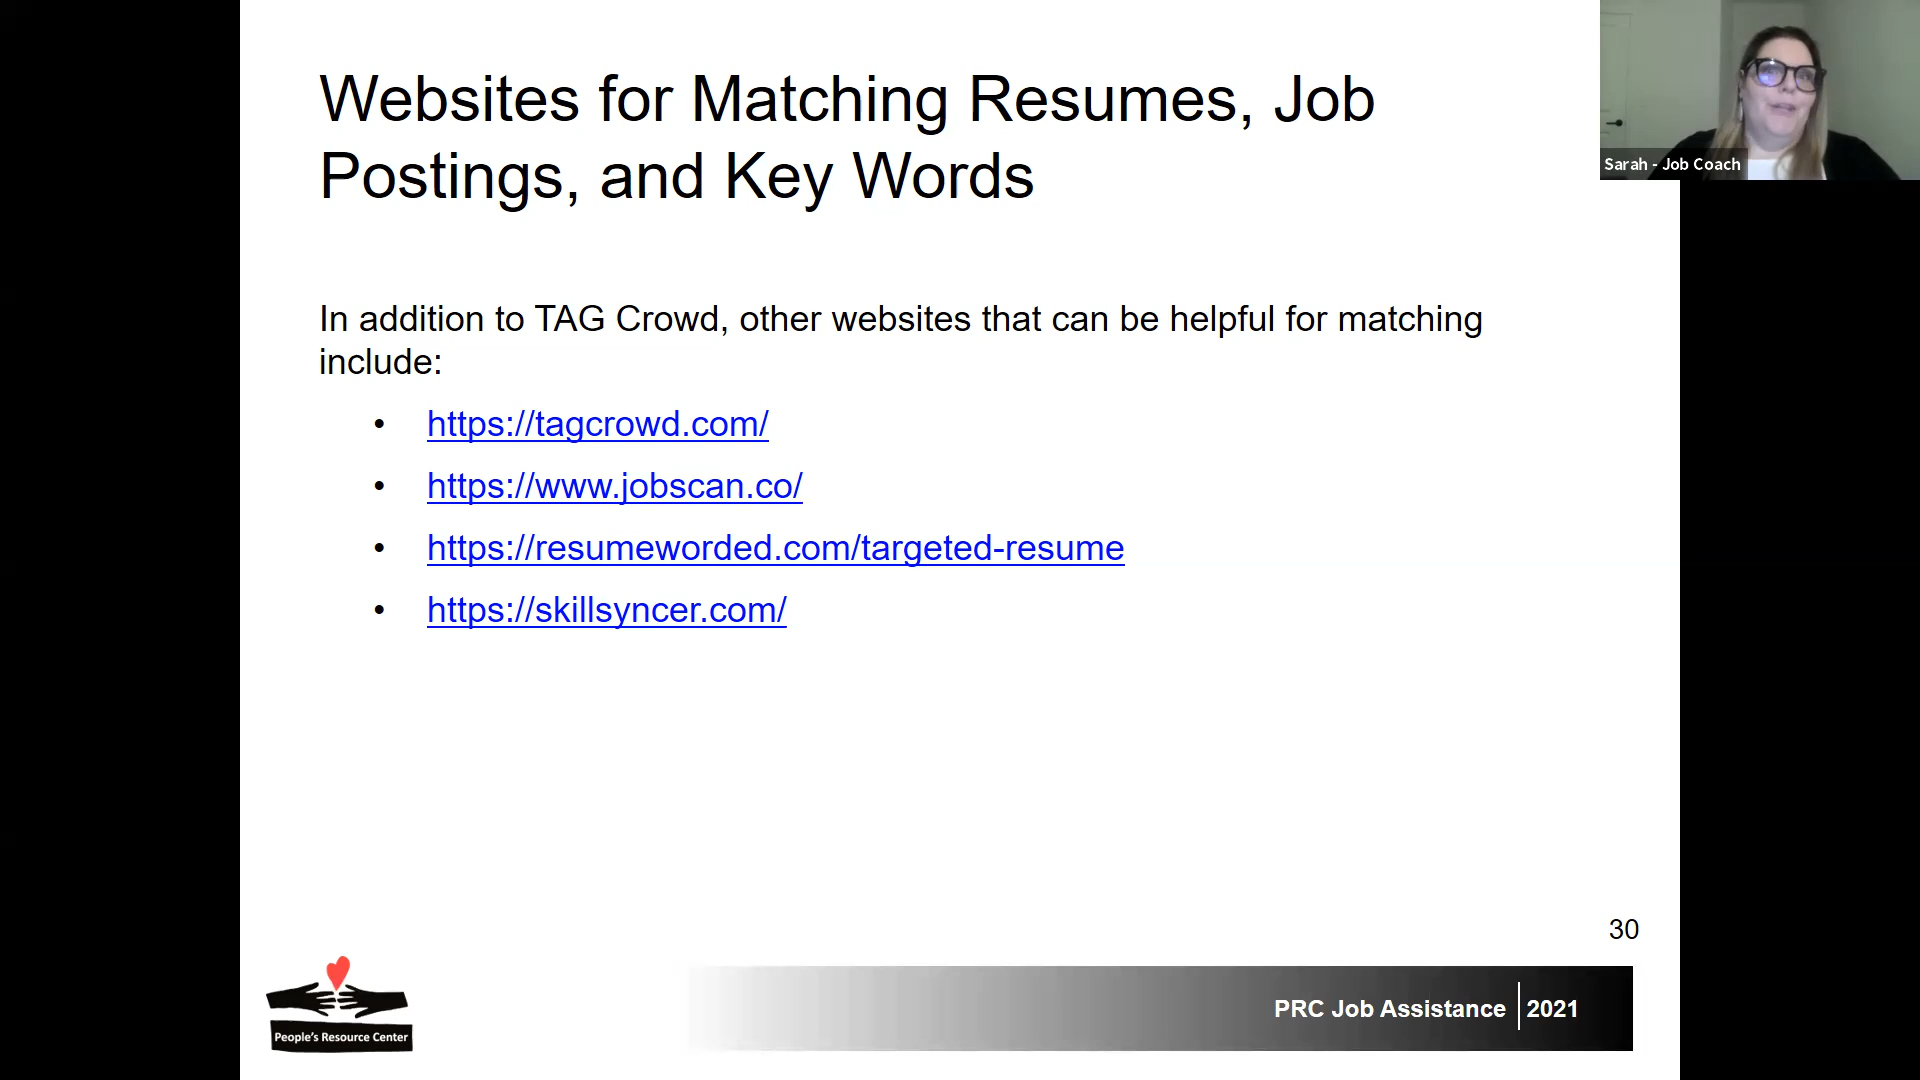 Websites for Matching Resumes, Job
Postings, and Key Words
Sarah - Job Coach
In addition to TAG Crowd, other websites that can be helpful for matching
include:
• https://tagcrowd.com/
• https://www.jobscan.co/
• https://resumeworded.com/targeted-resume
• https://skillsyncer.com/
30
People's Resource Center
PRC Job Assistance | 2021